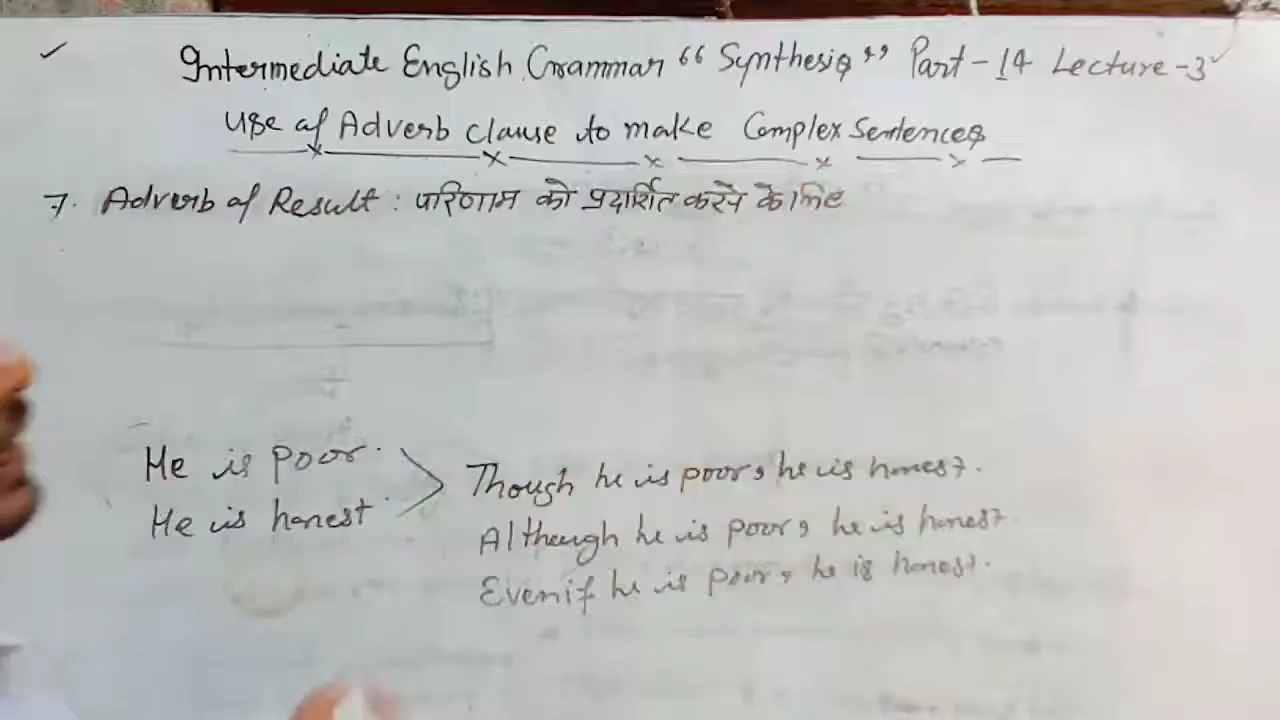 Intermediate English Grammar “ Synthesis ” Part - 14 Lecture - 3
Use of Adverb clause to make Complex Sentences
7. Adverb of Result : परिणाम को प्रदार्शित करने के लिए
He is poor.
He is honest.
Though he is poor, he is honest.
Although he is poor, he is honest.
Even if he is poor, he is honest.